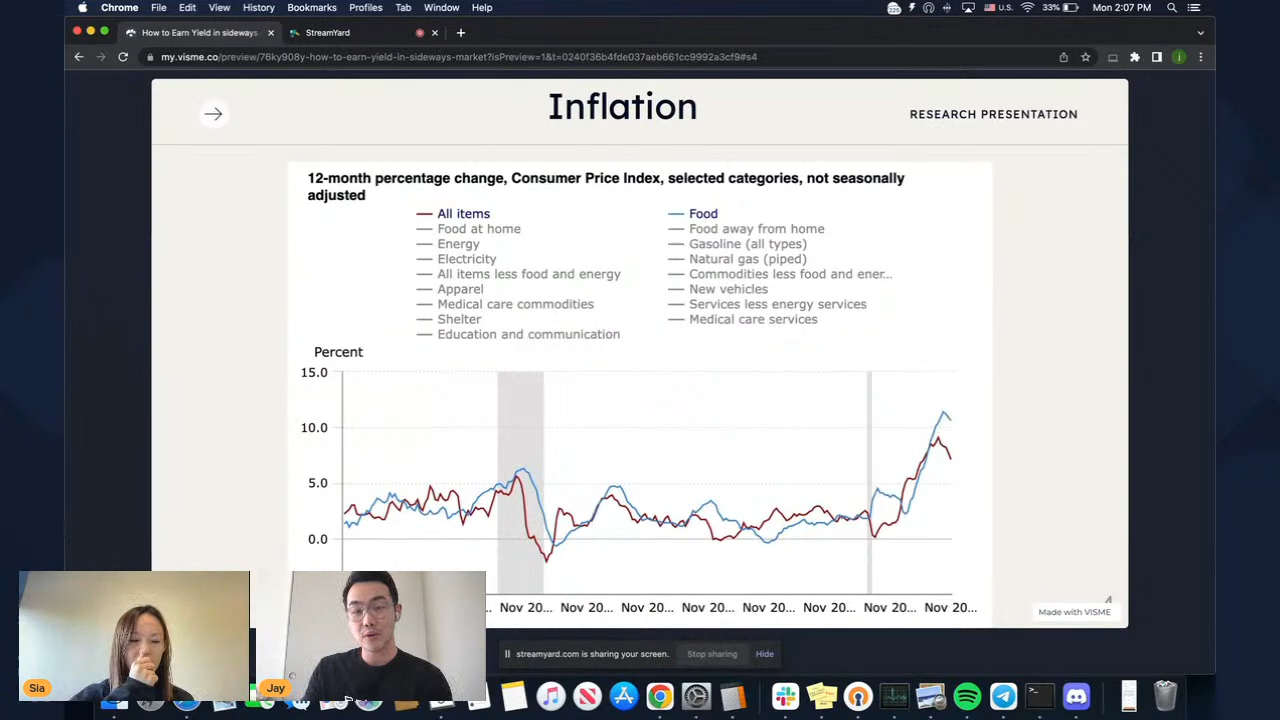 Chrome File Edit View History Bookmarks Profiles Tab Window Help
U.S. 33% Mon 2:07 PM
How to Earn Yield in sideways
StreamYard
my.visme.co/preview/76ky908y-how-to-earn-yield-in-sideways-market?isPreview=1&t=0240f36b4fde037aeb661cc9992a3cf9#s4
Inflation
RESEARCH PRESENTATION
12-month percentage change, Consumer Price Index, selected categories, not seasonally
adjusted
All items Food
Food at home Food away from home
Energy Gasoline (all types)
Electricity Natural gas (piped)
All items less food and energy Commodities less food and ener...
Apparel New vehicles
Medical care commodities Services less energy services
Shelter Medical care services
Education and communication
Percent
15.0
10.0
5.0
0.0
... Nov 20... Nov 20... Nov 20... Nov 20... Nov 20... Nov 20... Nov 20... Nov 20...
Made with VISME
streamyard.com is sharing your screen. Stop sharing Hide
Sia
Jay